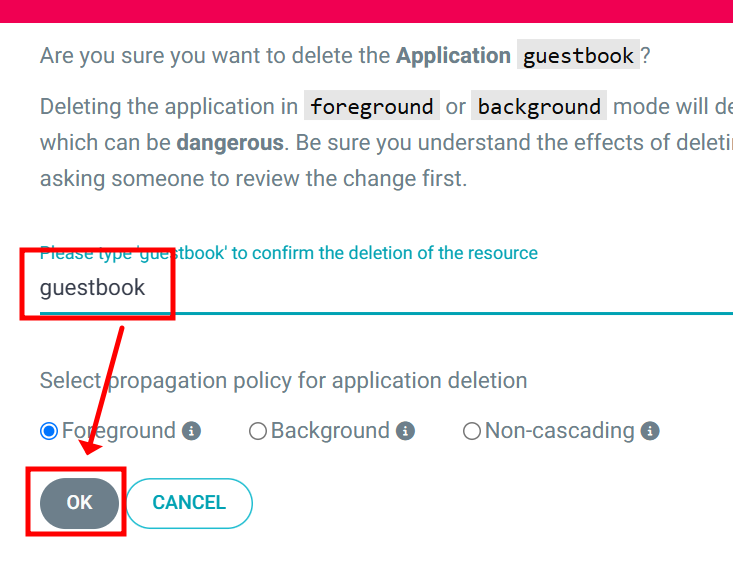 Are you sure you want to delete the Application guestbook?
Deleting the application in foreground or background mode will de
which can be dangerous. Be sure you understand the effects of deletin
asking someone to review the change first.
Please type 'guestbook' to confirm the deletion of the resource
guestbook
Select propagation policy for application deletion
Foreground Background Non-cascading
OK CANCEL